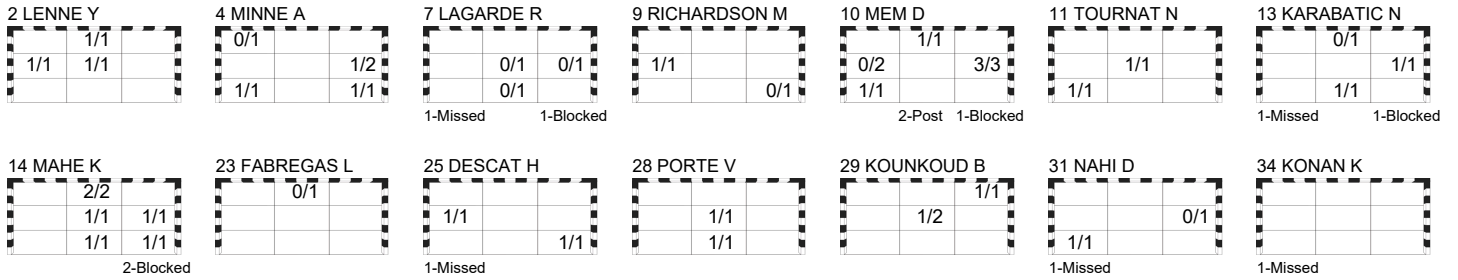 2 LENNE Y 4 MINNE A 7 LAGARDE R 9 RICHARDSON M 10 MEM D 11 TOURNAT N 13 KARABATIC N
1/1 0/1 1/1 0/1
1/1 1/1 1/2 0/1 0/1 1/1 0/2 3/3 1/1 1/1
1/1 1/1 0/1 0/1 1/1 1/1 1/1
1-Missed 1-Blocked 2-Post 1-Blocked 1-Missed 1-Blocked
14 MAHE K 23 FABREGAS L 25 DESCAT H 28 PORTE V 29 KOUNKOUD B 31 NAHI D 34 KONAN K
2/2 0/1 1/1
1/1 1/1 1/1 1/1 1/2 0/1
1/1 1/1 1/1 1/1 1/1
2-Blocked 1-Missed 1-Missed 1-Missed